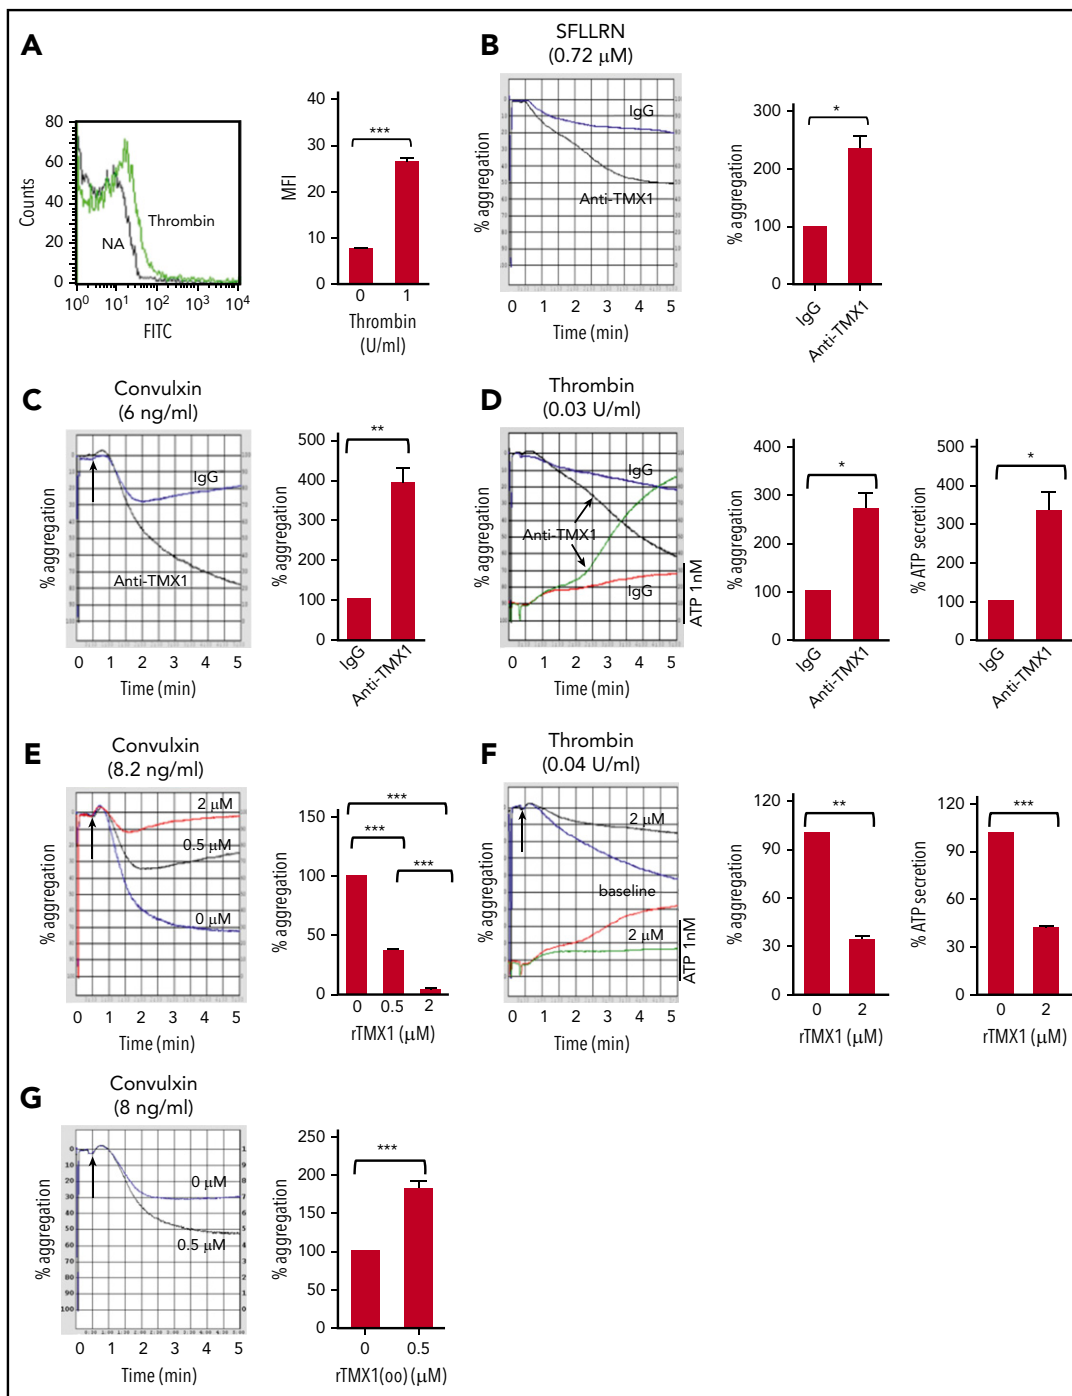 A
80
60
40
20
0
Counts
NA
Thrombin
10⁰ 10¹ 10² 10³ 10⁴
FITC
40
30
20
10
0
MFI
***
0 1
Thrombin
(U/ml)
B
SFLLRN
(0.72 μM)
% aggregation
IgG
Anti-TMX1
0 1 2 3 4 5
Time (min)
300
200
100
0
% aggregation
*
IgG
Anti-TMX1
C
Convulxin
(6 ng/ml)
% aggregation
IgG
Anti-TMX1
0 1 2 3 4 5
Time (min)
500
400
300
200
100
0
% aggregation
**
IgG
Anti-TMX1
D
Thrombin
(0.03 U/ml)
% aggregation
IgG
Anti-TMX1
IgG
ATP 1nM
0 1 2 3 4 5
Time (min)
400
300
200
100
0
% aggregation
*
IgG
Anti-TMX1
500
400
300
200
100
0
% ATP secretion
*
IgG
Anti-TMX1
E
Convulxin
(8.2 ng/ml)
% aggregation
2 μM
0.5 μM
0 μM
0 1 2 3 4 5
Time (min)
150
100
50
0
% aggregation
***
***
***
0 0.5 2
rTMX1 (μM)
F
Thrombin
(0.04 U/ml)
% aggregation
2 μM
baseline
2 μM
ATP 1nM
0 1 2 3 4 5
Time (min)
120
90
60
30
0
% aggregation
**
0 2
rTMX1 (μM)
120
90
60
30
0
% ATP secretion
***
0 2
rTMX1 (μM)
G
Convulxin
(8 ng/ml)
% aggregation
0
10
20
30
40
50
60
70
80
90
100
0 μM
0.5 μM
0 1 2 3 4 5
Time (min)
250
200
150
100
50
0
% aggregation
***
0 0.5
rTMX1(oo) (μM)